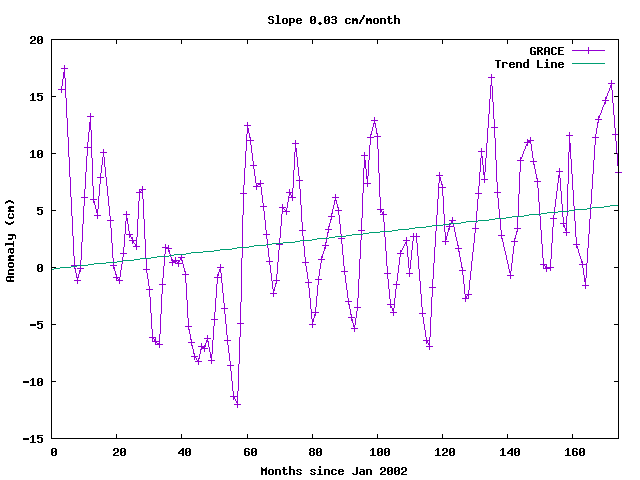 Slope 0.03 cm/month
GRACE
Trend Line
20
15
10
5
0
-5
-10
-15
Anomaly (cm)
0 20 40 60 80 100 120 140 160
Months since Jan 2002